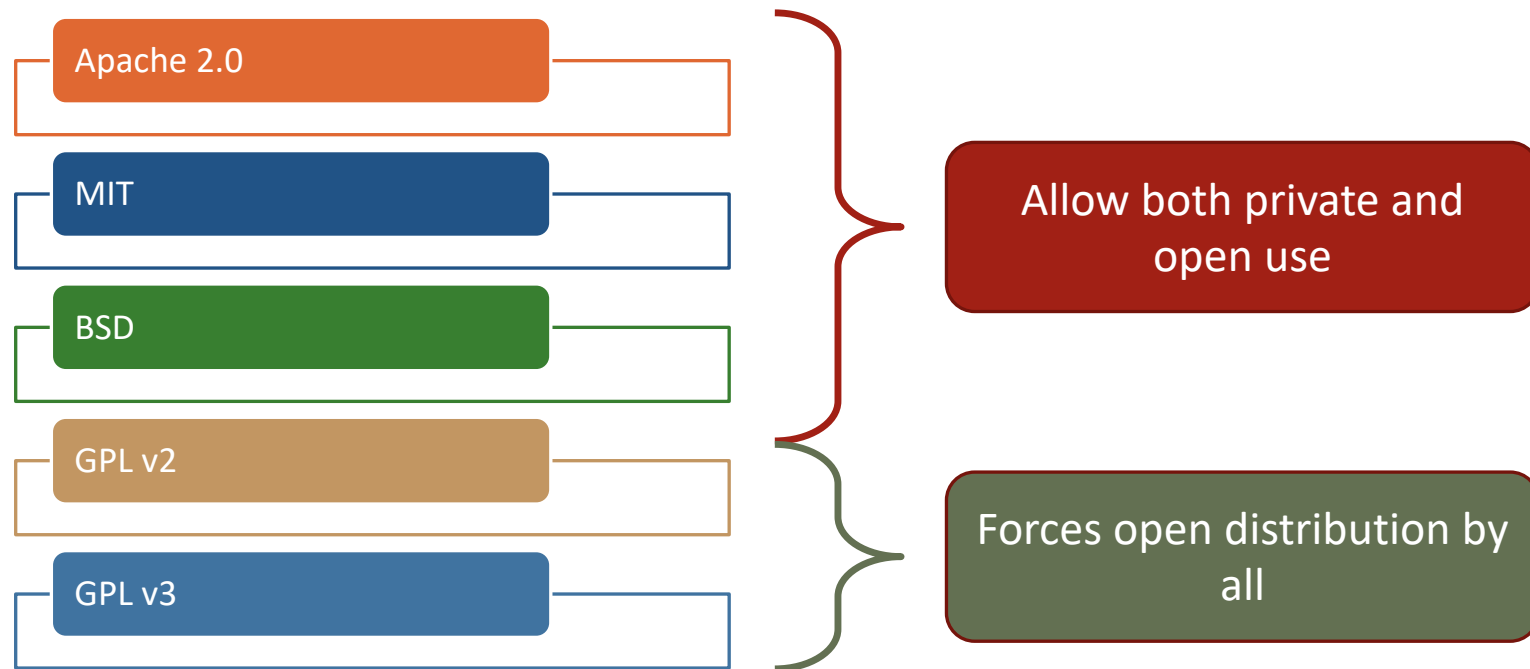 Apache 2.0
MIT
BSD
GPL v2
GPL v3
Allow both private and
open use
Forces open distribution by
all